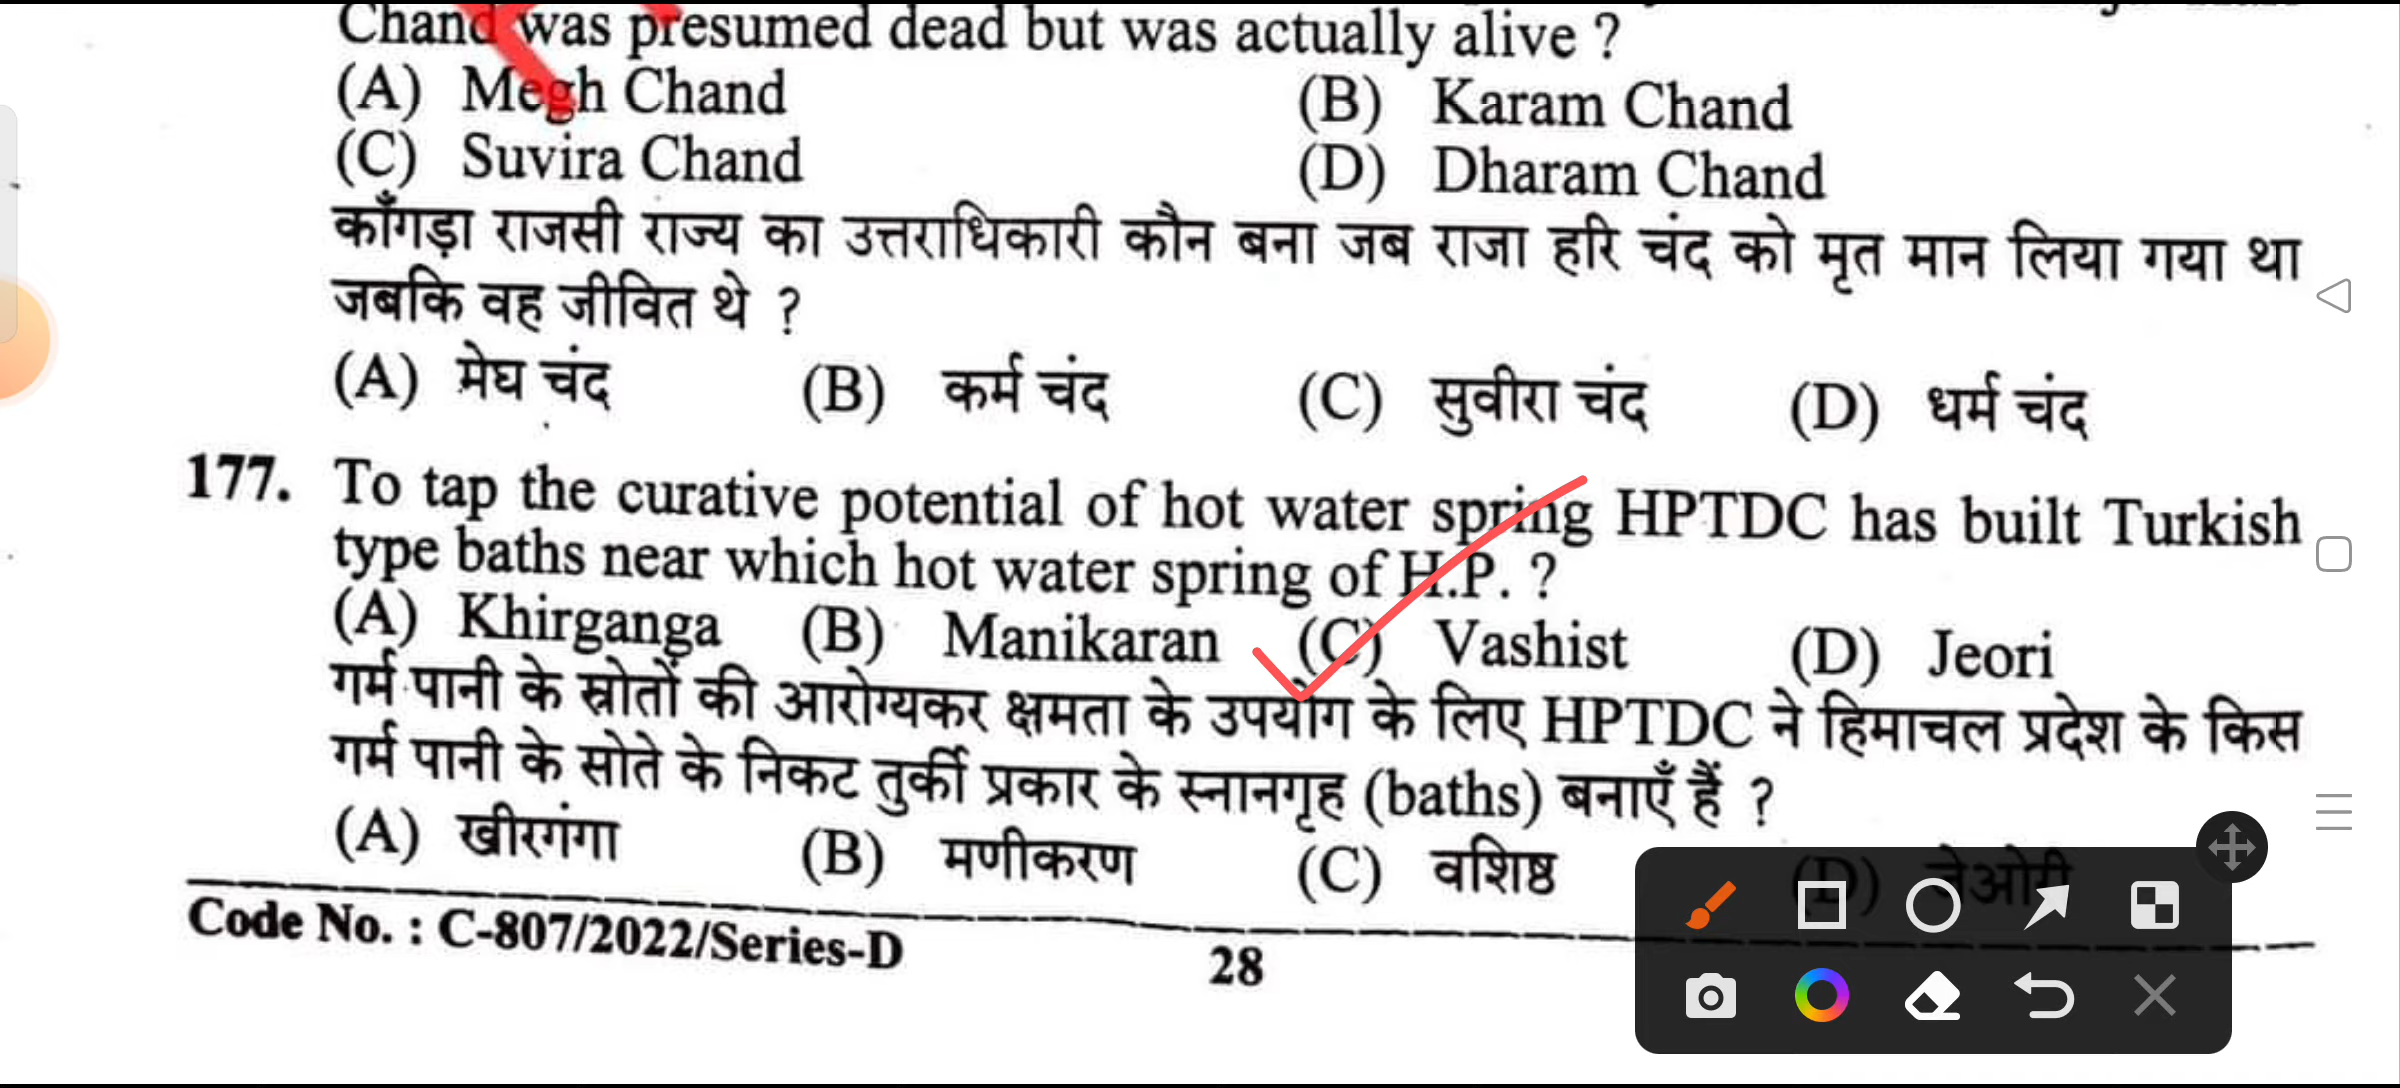 Chand was presumed dead but was actually alive ?
(A) Megh Chand (B) Karam Chand
(C) Suvira Chand (D) Dharam Chand
काँगड़ा राजसी राज्य का उत्तराधिकारी कौन बना जब राजा हरि चंद को मृत मान लिया गया था
जबकि वह जीवित थे ?
(A) मेघ चंद (B) कर्म चंद (C) सुवीरा चंद (D) धर्म चंद
177. To tap the curative potential of hot water spring HPTDC has built Turkish
type baths near which hot water spring of H.P. ?
(A) Khirganga (B) Manikaran (C) Vashist (D) Jeori
गर्म पानी के स्रोतों की आरोग्यकर क्षमता के उपयोग के लिए HPTDC ने हिमाचल प्रदेश के किस
गर्म पानी के सोते के निकट तुर्की प्रकार के स्नानगृह (baths) बनाएँ हैं ?
(A) खीरगंगा (B) मणीकरण (C) वशिष्ठ (D) जेओरी
Code No. : C-807/2022/Series-D 28